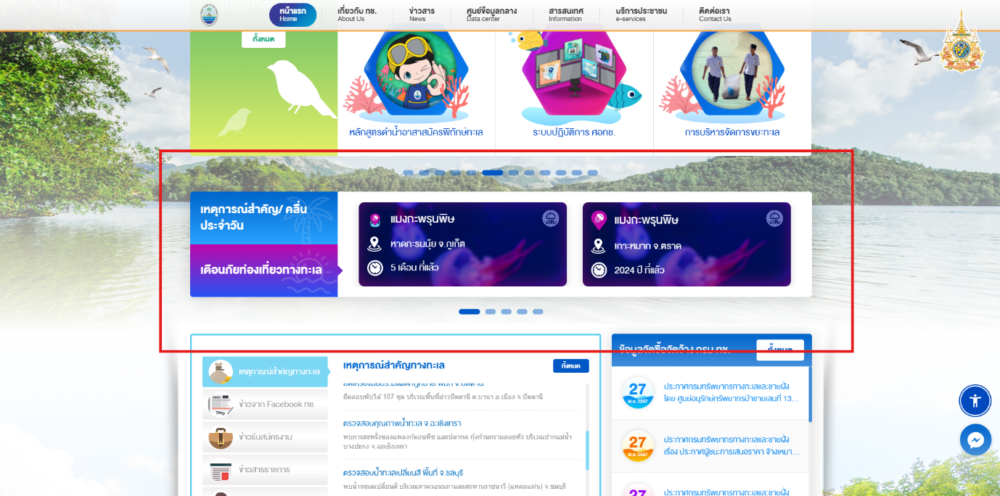 หน้าแรก
Home
เกี่ยวกับ ทช.
About Us
ข่าวสาร
News
ศูนย์ข้อมูลกลาง
Data center
สารสนเทศ
Information
บริการประชาชน
e-services
ติดต่อเรา
Contact Us
ทั้งหมด
หลักสูตรดำน้ำอาสาสมัครพิทักษ์ทะเล
ระบบปฏิบัติการ ศอทช.
การบริหารจัดการขยะทะเล
เหตุการณ์สำคัญ/ คลื่น
ประจำวัน
เตือนภัยท่องเที่ยวทางทะเล
แมงกะพรุนพิษ
หาดกะรนนุ้ย จ.ภูเก็ต
5 เดือน ที่แล้ว
แมงกะพรุนพิษ
เกาะหมาก จ.ตราด
2024 ปี ที่แล้ว
เหตุการณ์สำคัญทางทะเล
ข่าวจาก Facebook ทช.
ข่าวรับสมัครงาน
ข่าวสารราชการ
เหตุการณ์สำคัญทางทะเล
ทั้งหมด
ยึดลอบพับได้ 107 ชุด บริเวณพื้นที่อ่าวปัตตานี ต.บานา อ.เมือง จ.ปัตตานี
ตรวจสอบคุณภาพน้ำทะเล จ.ฉะเชิงเทรา
พบการสะพรั่งของแพลงก์ตอนพืช และปลากด กุ้งก้ามกรามลอยหัว บริเวณปากแม่น้ำ
บางปะกง จ.ฉะเชิงเทรา
ตรวจสอบน้ำทะเลเปลี่ยนสี พื้นที่ จ.ชลบุรี
พบน้ำทะเลเปลี่ยนสี บริเวณหาดวอนนภาและสะพานราชนาวี (แหลมแท่น) จ.ชลบุรี
ข้อมูลจัดซื้อจัดจ้าง กรม ทช.
ทั้งหมด
27
พ.ย. 2567
ประกาศกรมทรัพยากรทางทะเลและชายฝั่ง
โดย ศูนย์อนุรักษ์ทรัพยากรป่าชายเลนที่ 13...
27
พ.ย. 2567
ประกาศกรมทรัพยากรทางทะเลและชายฝั่ง
เรื่อง ประกาศผู้ชนะการเสนอราคา จ้างเหมา...
27
ประกาศกรมทรัพยากรทางทะเลและชายฝั่ง